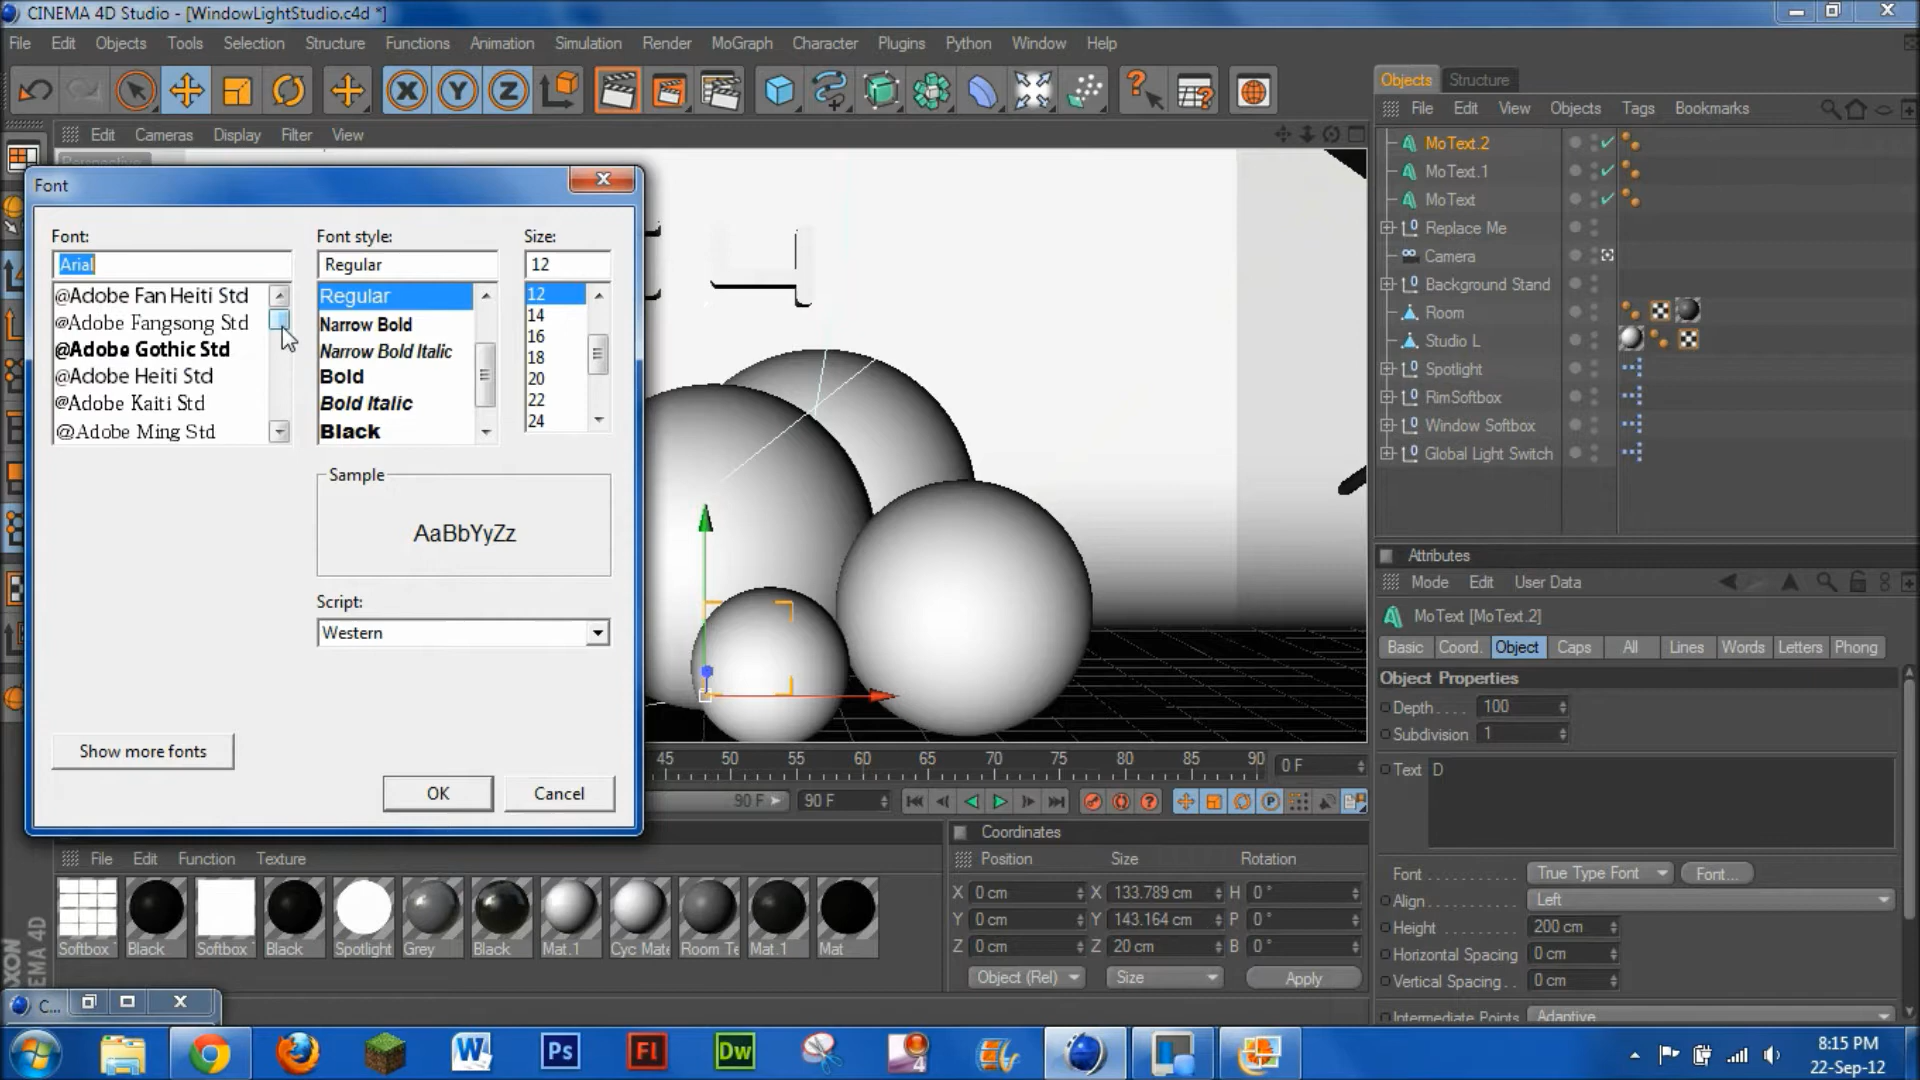 CINEMA 4D Studio - [WindowLightStudio.c4d *]
File Edit Objects Tools Selection Structure Functions Animation Simulation Render MoGraph Character Plugins Python Window Help
Edit Cameras Display Filter View
Perspective
Font
Font: Font style: Size:
Arial Regular 12
@Adobe Fan Heiti Std
@Adobe Fangsong Std
@Adobe Gothic Std
@Adobe Heiti Std
@Adobe Kaiti Std
@Adobe Ming Std
Regular
Narrow Bold
Narrow Bold Italic
Bold
Bold Italic
Black
12
14
16
18
20
22
24
Sample
AaBbYyZz
Script:
Western
Show more fonts
OK Cancel
45 50 55 60 65 70 75 80 85 90 0 F
90 F 90 F
File Edit Function Texture
Softbox Black Softbox Black Spotlight Grey Black Mat.1 Cyc Mate Room Te Mat.1 Mat
Coordinates
Position Size Rotation
X 0 cm X 133.789 cm H 0 °
Y 0 cm Y 143.164 cm P 0 °
Z 0 cm Z 20 cm B 0 °
Object (Rel) Size Apply
Objects Structure
File Edit View Objects Tags Bookmarks
MoText.2
MoText.1
MoText
Replace Me
Camera
Background Stand
Room
Studio L
Spotlight
RimSoftbox
Window Softbox
Global Light Switch
Attributes
Mode Edit User Data
MoText [MoText.2]
Basic Coord. Object Caps All Lines Words Letters Phong
Object Properties
Depth . . . . 100
Subdivision 1
Text D
Font . . . . . . . . . . . True Type Font Font...
Align . . . . . . . . . . . Left
Height . . . . . . . . . . 200 cm
Horizontal Spacing 0 cm
Vertical Spacing . . 0 cm
Intermediate Points Adaptive
XON
EMA 4D
C...
W Ps Fl Dw
4
8:15 PM
22-Sep-12